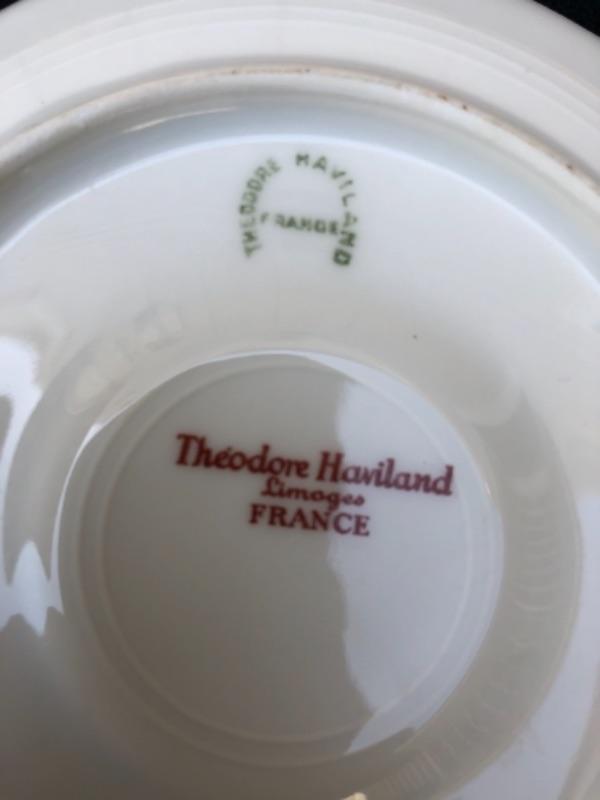 THEODORE HAVILAND
FRANCE
Théodore Haviland
Limoges
FRANCE